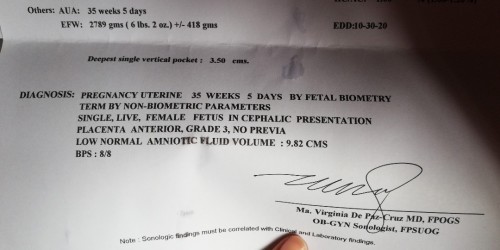 Others: AUA: 35 weeks 5 days
EFW: 2789 gms ( 6 lbs. 2 oz.) +/- 418 gms
EDD:10-30-20
Deepest single vertical pocket : 3.50 cms.
DIAGNOSIS: PREGNANCY UTERINE 35 WEEKS 5 DAYS BY FETAL BIOMETRY
TERM BY NON-BIOMETRIC PARAMETERS
SINGLE, LIVE, FEMALE FETUS IN CEPHALIC PRESENTATION
PLACENTA ANTERIOR, GRADE 3, NO PREVIA
LOW NORMAL AMNIOTIC FLUID VOLUME : 9.82 CMS
BPS : 8/8
Ma. Virginia De Paz-Cruz MD, FPOGS
OB-GYN Sonologist, FPSUOG
Note : Sonologic findings must be correlated with Clinical and Laboratory findings.